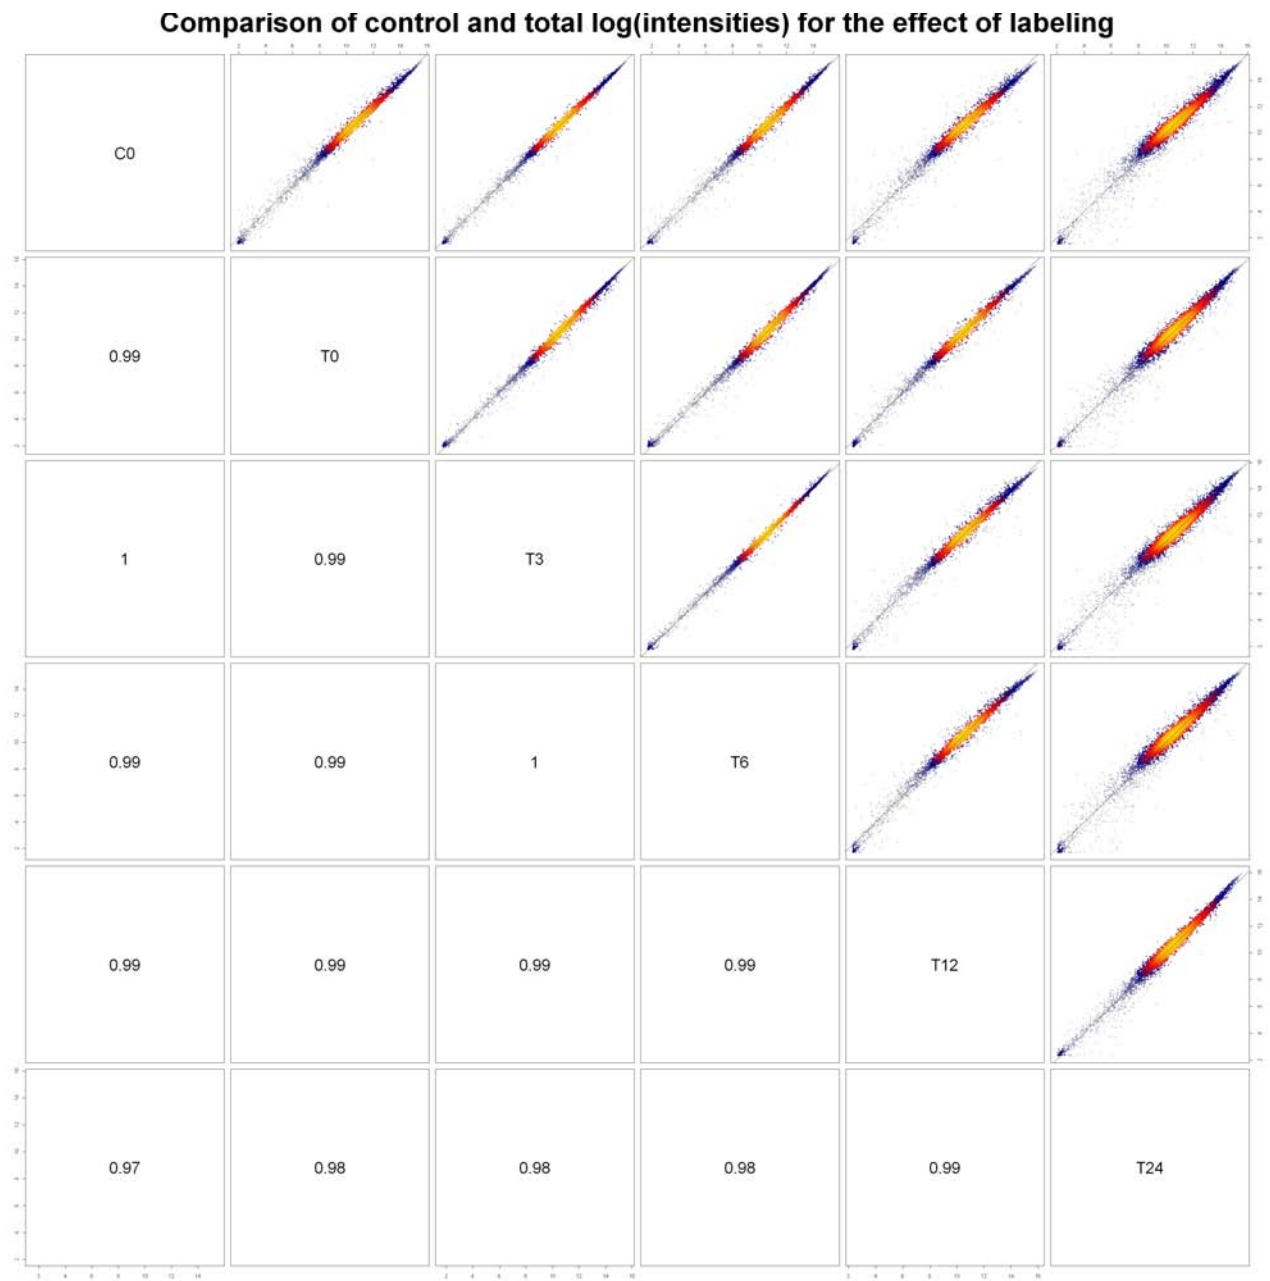 Comparison of control and total log(intensities) for the effect of labeling
C0
0.99 T0
1 0.99 T3
0.99 0.99 1 T6
0.99 0.99 0.99 0.99 T12
0.97 0.98 0.98 0.98 0.99 T24